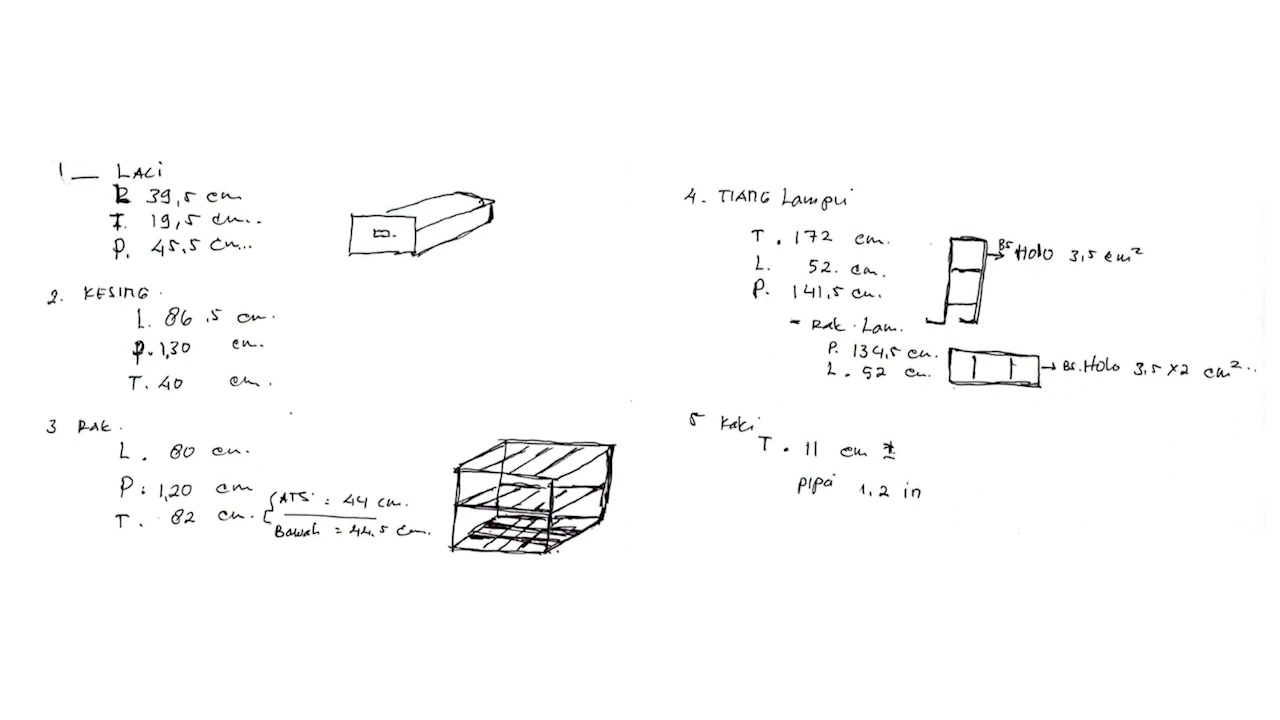 1 — LACi
L 39,5 cm
T. 19,5 cm..
P. 45,5 cm...
2. KESING.
L. 86,5 cm.
P. 1,30 cm.
T. 40 cm.
3 RAK.
L. 80 cm.
P: 1,20 cm
T. 82 cm.
ATS: = 44 cm.
Bawah = 44.5 cm.
4. TIANG Lampu
T. 172 cm.
L. 52. cm.
P. 141,5 cm.
Bs Holo 3,5 cm²
- Rak. Lam.
P. 134,5 cm.
L. 52 cm.
Bs. Holo 3,5 x 2 cm²..
5 Kaki
T. 11 cm ±
pipa 1,2 in